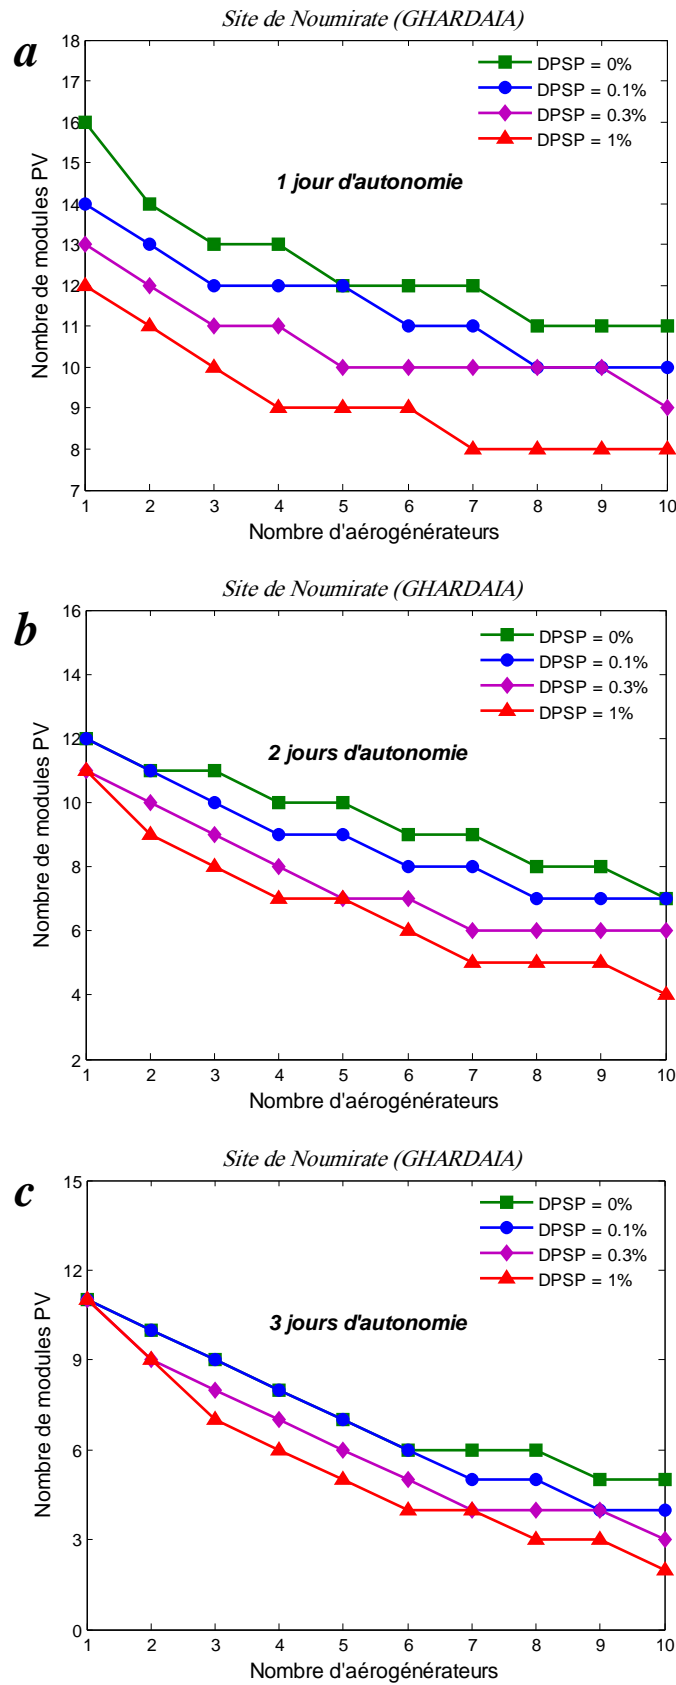 Site de Noumirate (GHARDAIA)
a
18
17
16
15
14
13
12
11
10
9
8
7
DPSP = 0%
DPSP = 0.1%
DPSP = 0.3%
DPSP = 1%
1 jour d'autonomie
Nombre de modules PV
1 2 3 4 5 6 7 8 9 10
Nombre d'aérogénérateurs
Site de Noumirate (GHARDAIA)
b
16
14
12
10
8
6
4
2
DPSP = 0%
DPSP = 0.1%
DPSP = 0.3%
DPSP = 1%
2 jours d'autonomie
Nombre de modules PV
1 2 3 4 5 6 7 8 9 10
Nombre d'aérogénérateurs
Site de Noumirate (GHARDAIA)
c
15
12
9
6
3
0
DPSP = 0%
DPSP = 0.1%
DPSP = 0.3%
DPSP = 1%
3 jours d'autonomie
Nombre de modules PV
1 2 3 4 5 6 7 8 9 10
Nombre d'aérogénérateurs